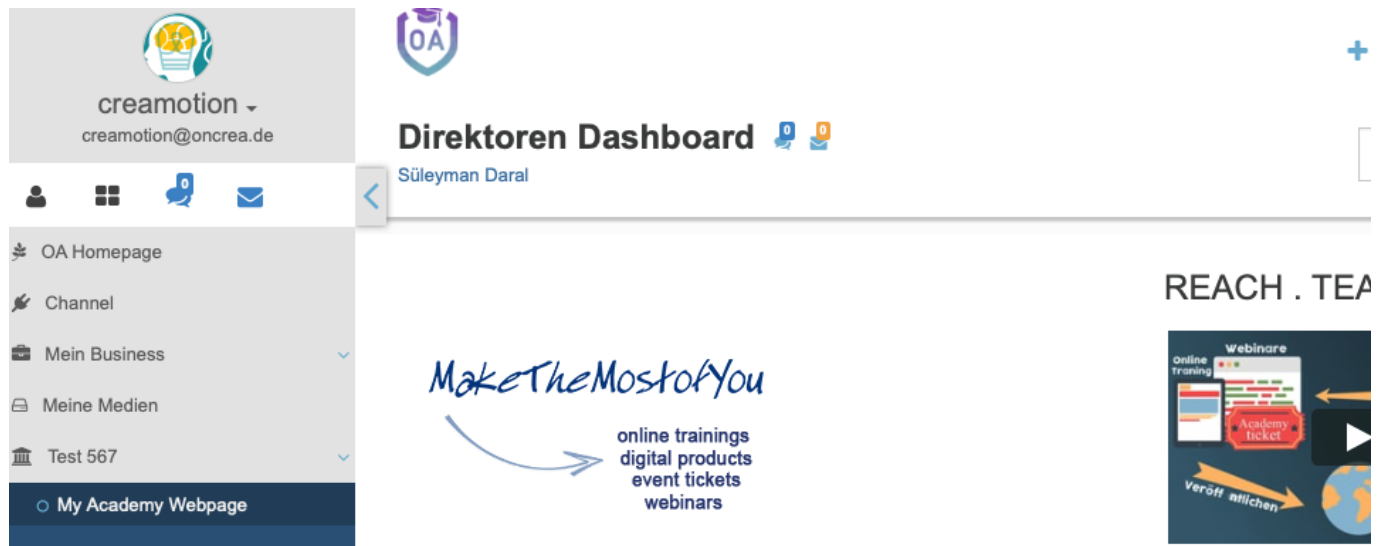 creamotion
creamotion@oncrea.de
0
OA Homepage
Channel
Mein Business
Meine Medien
Test 567
My Academy Webpage
OA
Direktoren Dashboard
0
0
Süleyman Daral
MakeTheMostofYou
online trainings
digital products
event tickets
webinars
REACH . TEA
Webinare
Online
Traning
Academy
ticket
Veröff ntlichen